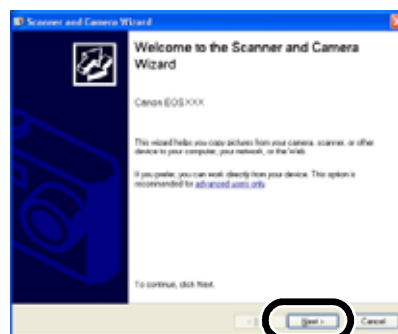 Scanner and Camera Wizard
Welcome to the Scanner and Camera
Wizard
Canon EOS XXX
This wizard helps you copy pictures from your camera, scanner, or other
device to your computer, your network, or the Web.
If you prefer, you can work directly from your device. This option is
recommended for advanced users only.
To continue, click Next.
Next >
Cancel